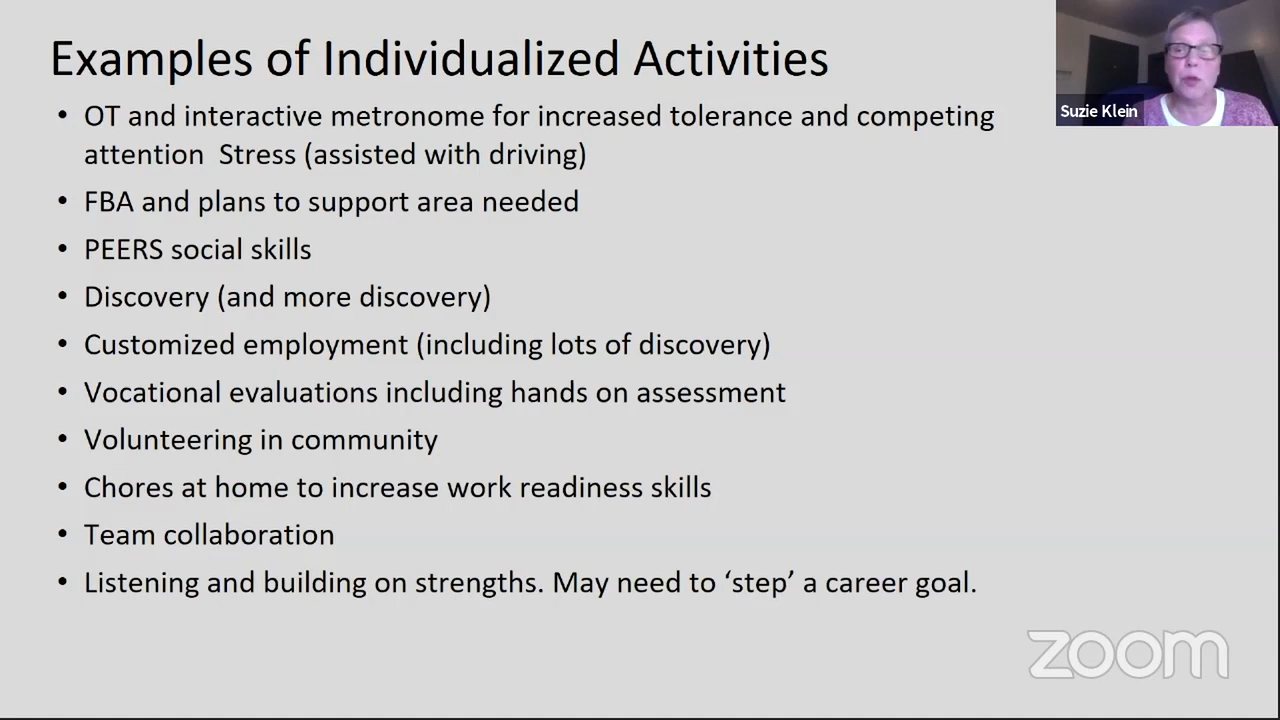 Examples of Individualized Activities
• OT and interactive metronome for increased tolerance and competing
attention  Stress (assisted with driving)
• FBA and plans to support area needed
• PEERS social skills
• Discovery (and more discovery)
• Customized employment (including lots of discovery)
• Vocational evaluations including hands on assessment
• Volunteering in community
• Chores at home to increase work readiness skills
• Team collaboration
• Listening and building on strengths. May need to ‘step’ a career goal.
Suzie Klein
zoom